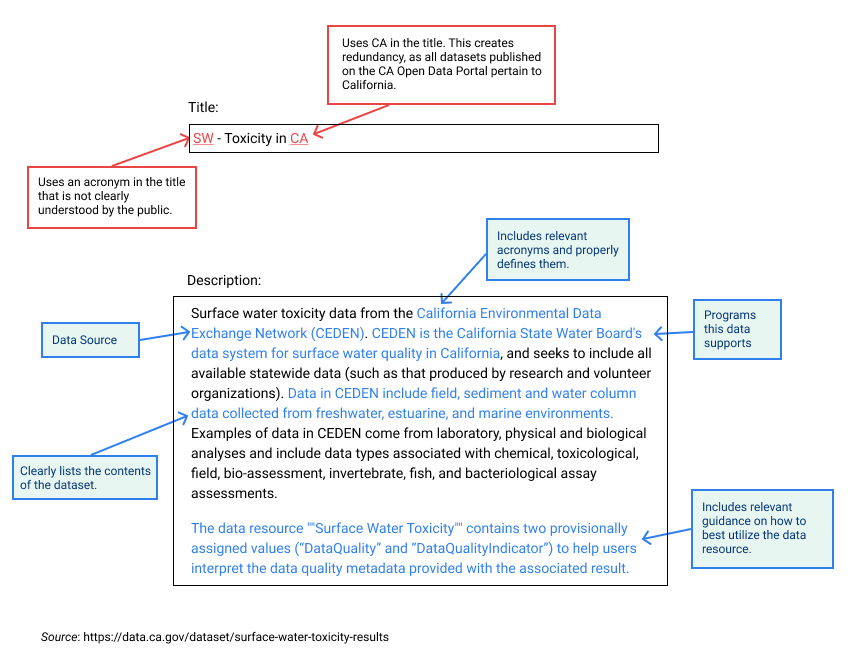 Uses CA in the title. This creates
redundancy, as all datasets published
on the CA Open Data Portal pertain to
California.
Title:
SW - Toxicity in CA
Uses an acronym in the title
that is not clearly
understood by the public.
Includes relevant
acronyms and properly
defines them.
Description:
Surface water toxicity data from the California Environmental Data
Exchange Network (CEDEN). CEDEN is the California State Water Board's
data system for surface water quality in California, and seeks to include all
available statewide data (such as that produced by research and volunteer
organizations). Data in CEDEN include field, sediment and water column
data collected from freshwater, estuarine, and marine environments.
Examples of data in CEDEN come from laboratory, physical and biological
analyses and include data types associated with chemical, toxicological,
field, bio-assessment, invertebrate, fish, and bacteriological assay
assessments.
The data resource ""Surface Water Toxicity"" contains two provisionally
assigned values (“DataQuality” and “DataQualityIndicator”) to help users
interpret the data quality metadata provided with the associated result.
Data Source
Programs
this data
supports
Clearly lists the contents
of the dataset.
Includes relevant
guidance on how to
best utilize the data
resource.
Source: https://data.ca.gov/dataset/surface-water-toxicity-results